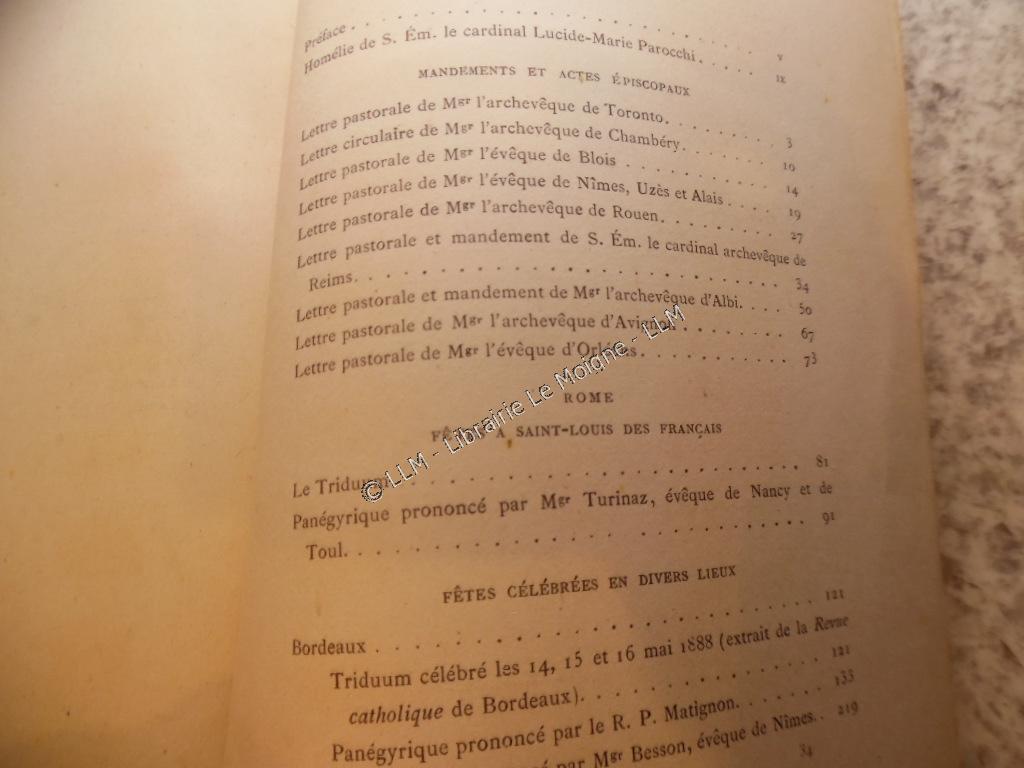 Préface . . . . . . . . . . . . . . . . v
Homélie de S. Ém. le cardinal Lucide-Marie Parocchi. . . . . ix
MANDEMENTS ET ACTES ÉPISCOPAUX
Lettre pastorale de Mgr l'archevêque de Toronto. . . . . . . . 3
Lettre circulaire de Mgr l'archevêque de Chambéry. . . . . . . 10
Lettre pastorale de Mgr l'évêque de Blois . . . . . . . . . . 14
Lettre pastorale de Mgr l'évêque de Nîmes, Uzès et Alais . . . . 19
Lettre pastorale de Mgr l'archevêque de Rouen. . . . . . . . 27
Lettre pastorale et mandement de S. Ém. le cardinal archevêque de
Reims. . . . . . . . . . . . . . . . . 34
Lettre pastorale et mandement de Mgr l'archevêque d'Albi. . . . 50
Lettre pastorale de Mgr l'archevêque d'Avignon . . . . . . . . 67
Lettre pastorale de Mgr l'évêque d'Orléans . . . . . . . . . 73
ROME
À SAINT-LOUIS DES FRANÇAIS
Le Triduum . . . . . . . . . . . . . . . 81
Panégyrique prononcé par Mgr Turinaz, évêque de Nancy et de
Toul. . . . . . . . . . . . . . . . . . 91
FÊTES CÉLÉBRÉES EN DIVERS LIEUX
Bordeaux . . . . . . . . . . . . . . . . 121
Triduum célébré les 14, 15 et 16 mai 1888 (extrait de la Revue
catholique de Bordeaux). . . . . . . . . . . 121
Panégyrique prononcé par le R. P. Matignon. . . . . . 133
par Mgr Besson, évêque de Nîmes. . 219
34
© LLM - Librairie Le Moigne - LLM